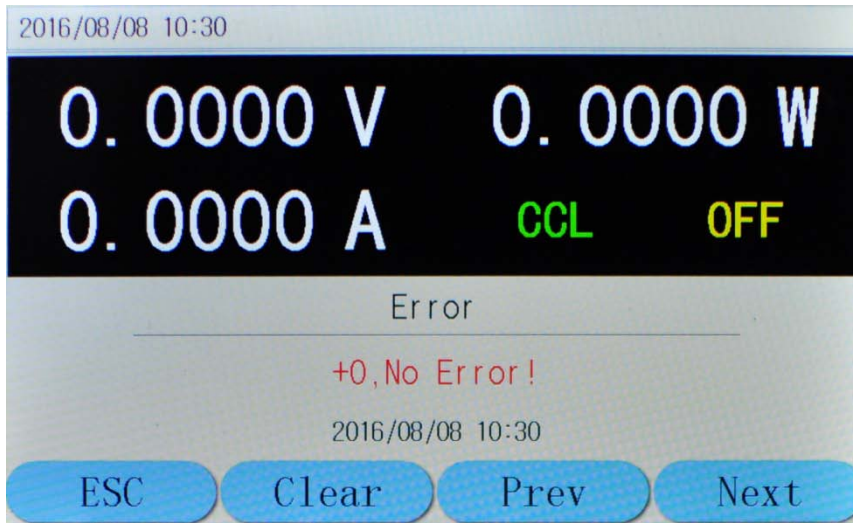 2016/08/08 10:30
0.0000 V 0.0000 W
0.0000 A CCL OFF
Error
+0,No Error!
2016/08/08 10:30
ESC Clear Prev Next